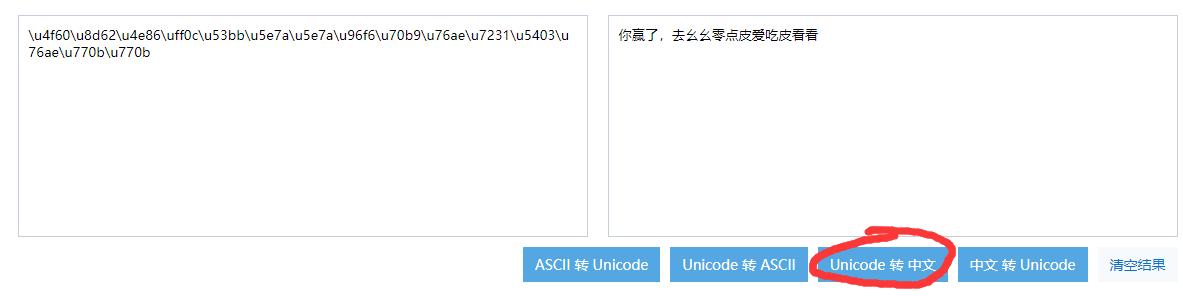 \u4f60\u8d62\u4e86\uff0c\u53bb\u5e7a\u5e7a\u96f6\u70b9\u76ae\u7231\u5403\u
76ae\u770b\u770b
你赢了，去幺幺零点皮爱吃皮看看
ASCII 转 Unicode
Unicode 转 ASCII
Unicode 转 中文
中文 转 Unicode
清空结果